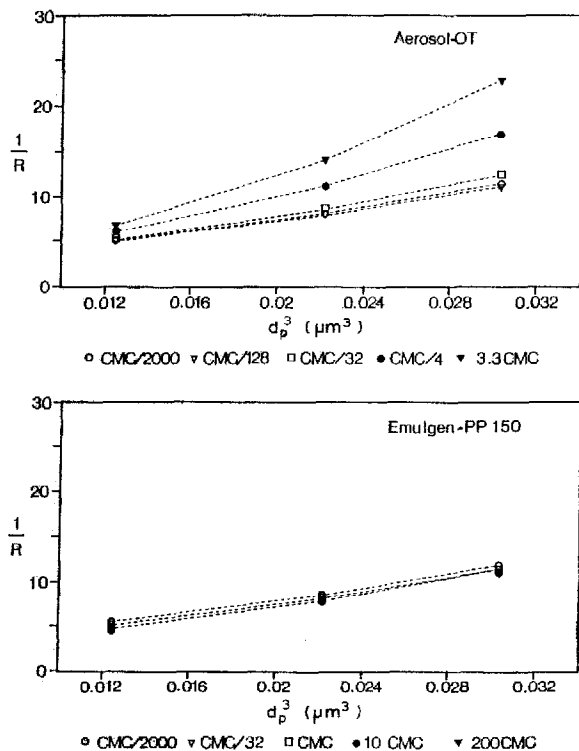 Aerosol-OT
30
20
1/R
10
0
0.012 0.016 0.02 0.024 0.028 0.032
d_p^3 (μm^3)
○ CMC/2000 ▿ CMC/128 □ CMC/32 ● CMC/4 ▼ 3.3CMC
Emulgen-PP 150
30
20
1/R
10
0
0.012 0.016 0.02 0.024 0.028 0.032
d_p^3 (μm^3)
○ CMC/2000 ▿ CMC/32 □ CMC ● 10 CMC ▼ 200CMC